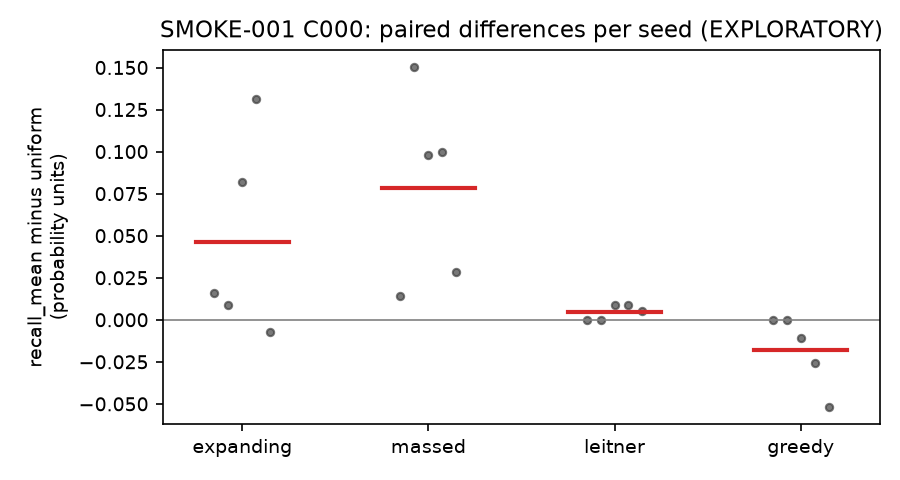 SMOKE-001 C000: paired differences per seed (EXPLORATORY)
recall_mean minus uniform
(probability units)
0.150
0.125
0.100
0.075
0.050
0.025
0.000
−0.025
−0.050
expanding
massed
leitner
greedy